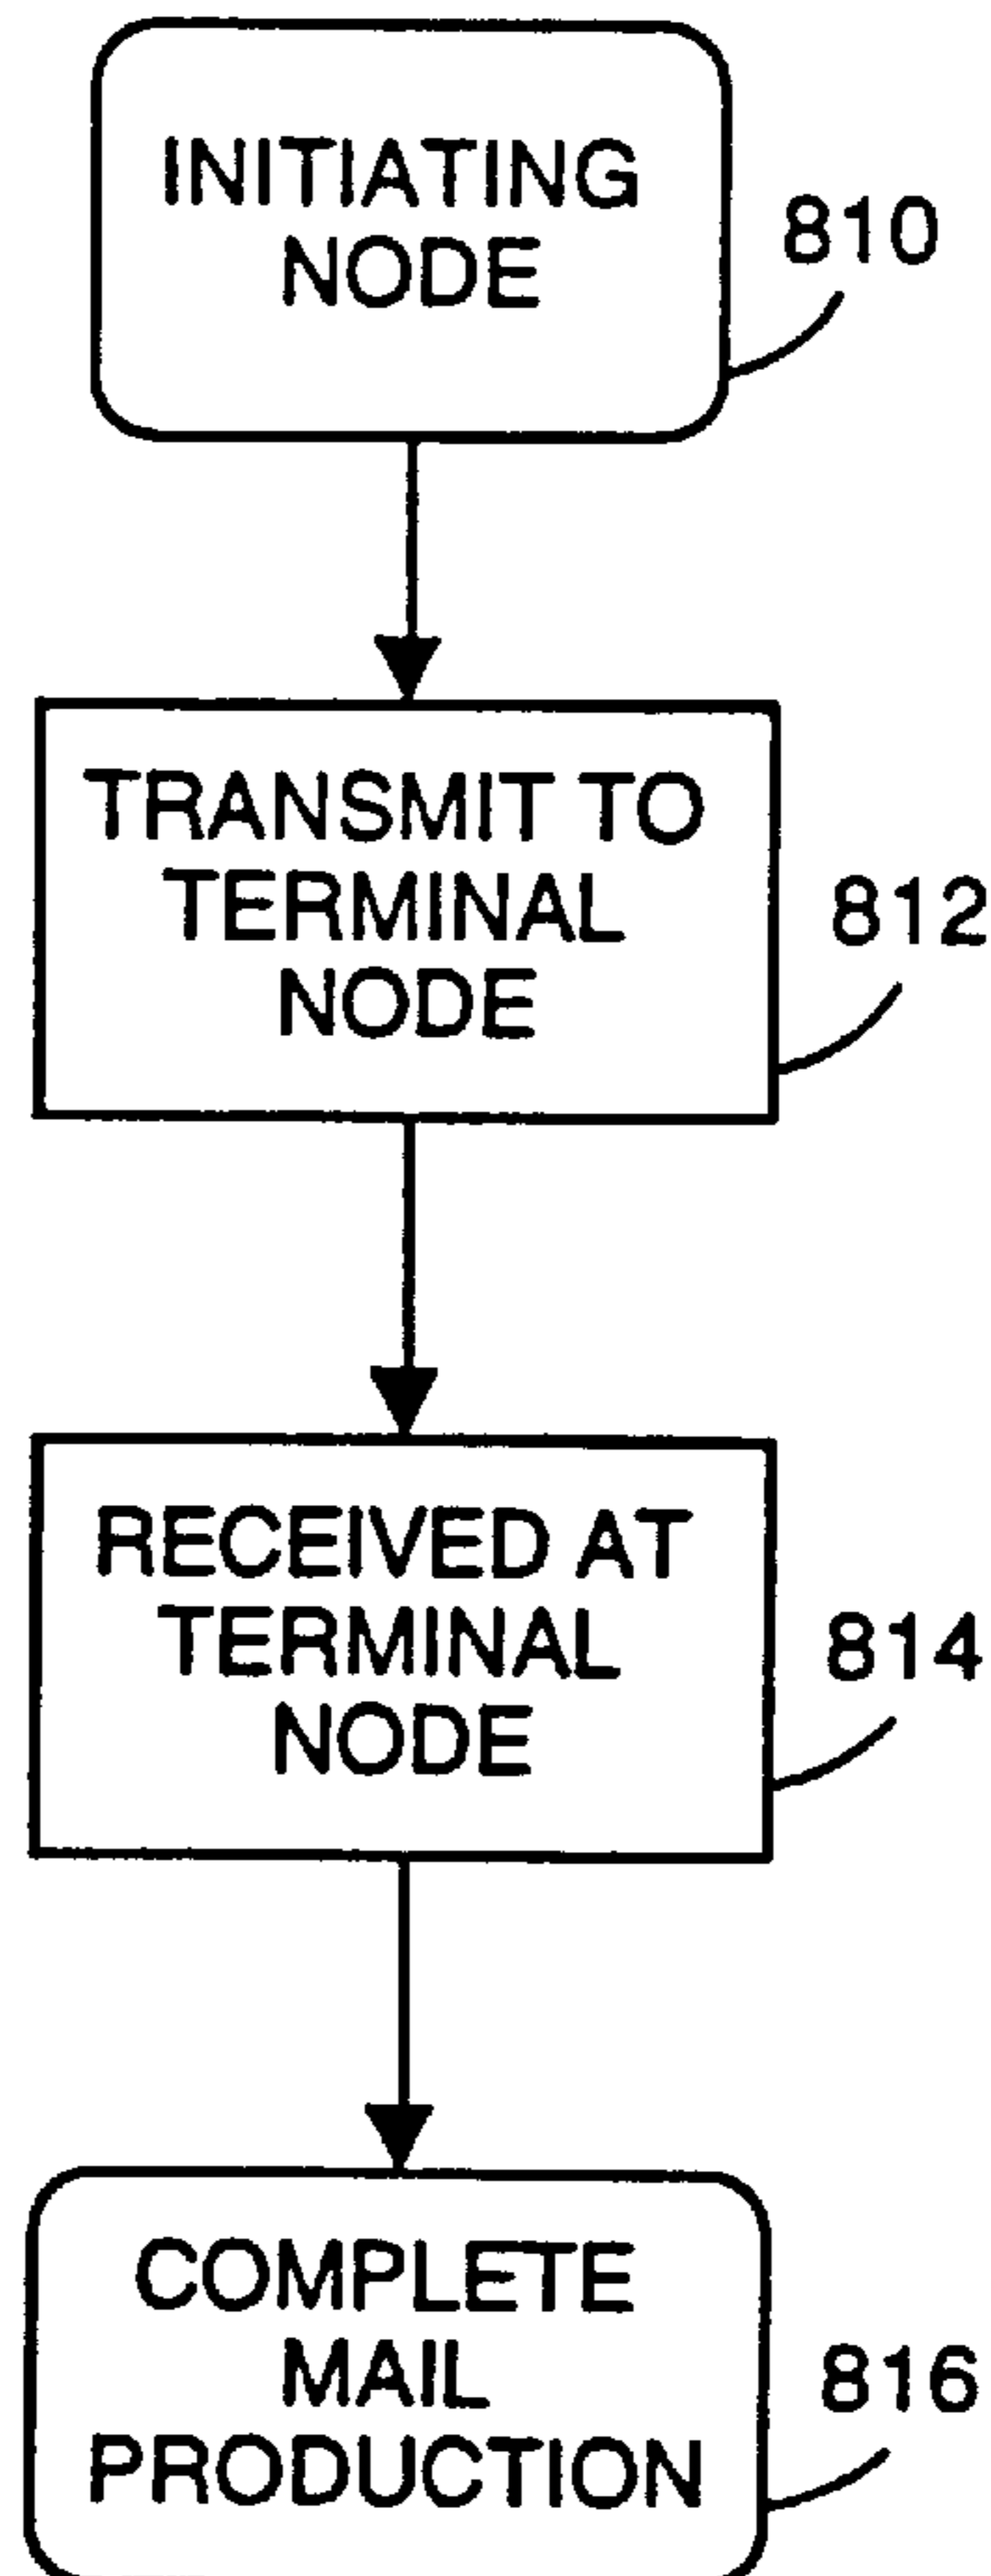 INITIATING
NODE
810
TRANSMIT TO
TERMINAL
NODE
812
RECEIVED AT
TERMINAL
NODE
814
COMPLETE
MAIL
PRODUCTION
816